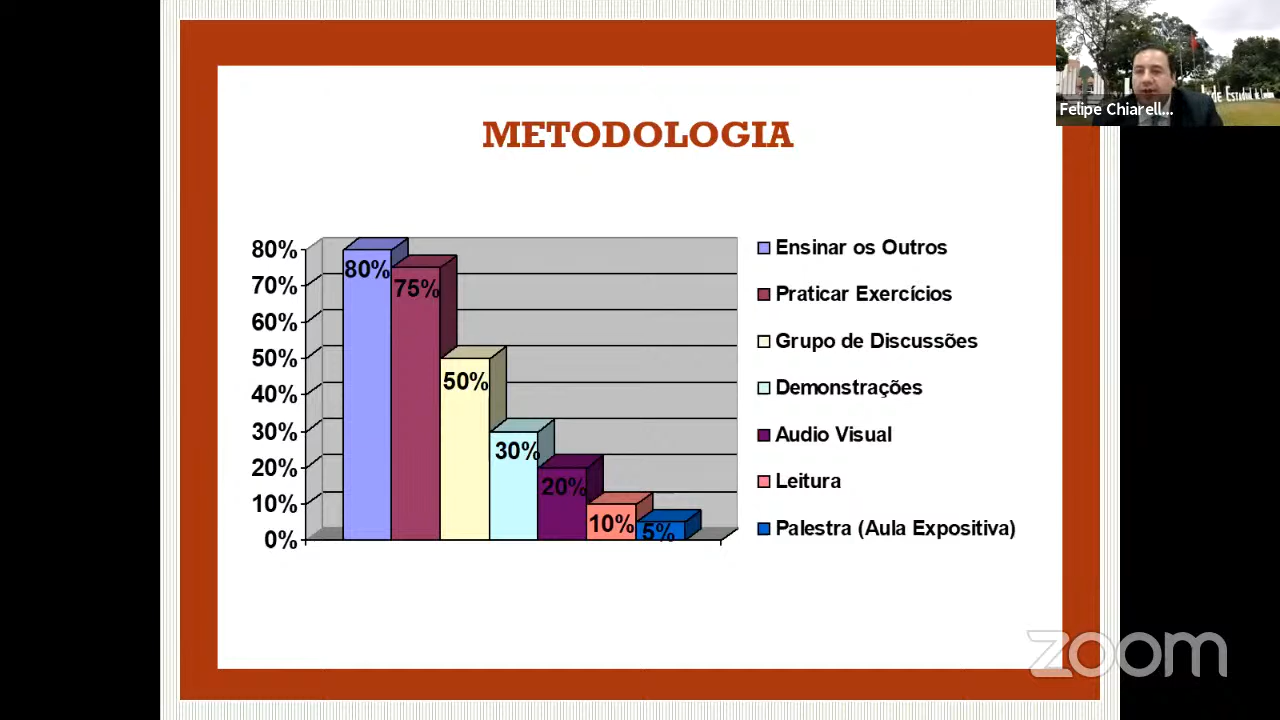 METODOLOGIA
Felipe Chiarell...
80%
70%
60%
50%
40%
30%
20%
10%
0%
80%
75%
50%
30%
20%
10%
5%
Ensinar os Outros
Praticar Exercícios
Grupo de Discussões
Demonstrações
Audio Visual
Leitura
Palestra (Aula Expositiva)
zoom